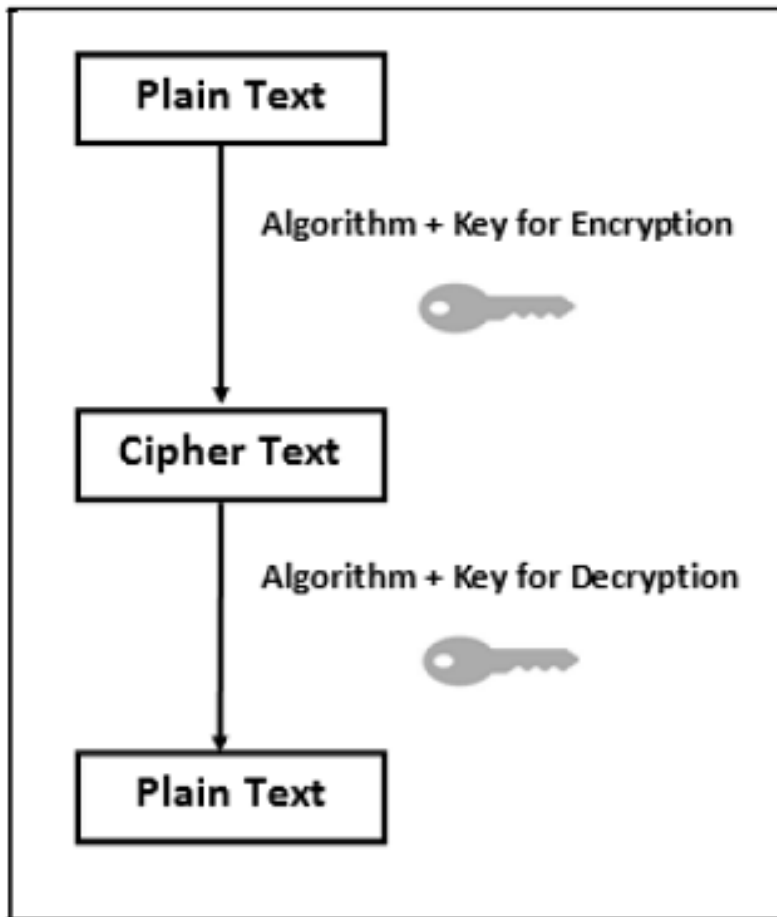 Plain Text
Algorithm + Key for Encryption
Cipher Text
Algorithm + Key for Decryption
Plain Text